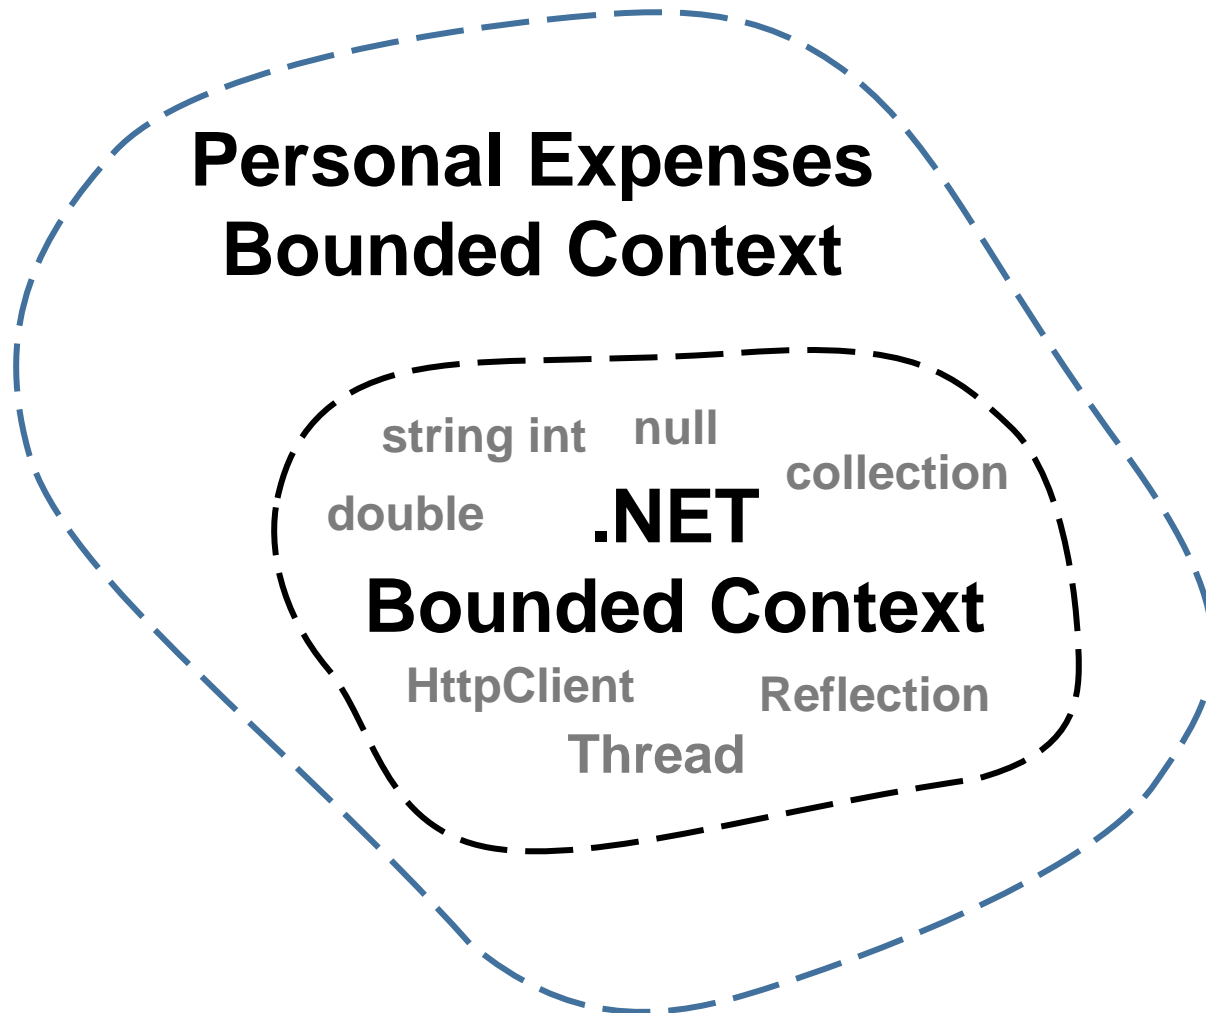 Personal Expenses
Bounded Context
string int
null
collection
double
.NET
Bounded Context
HttpClient
Reflection
Thread